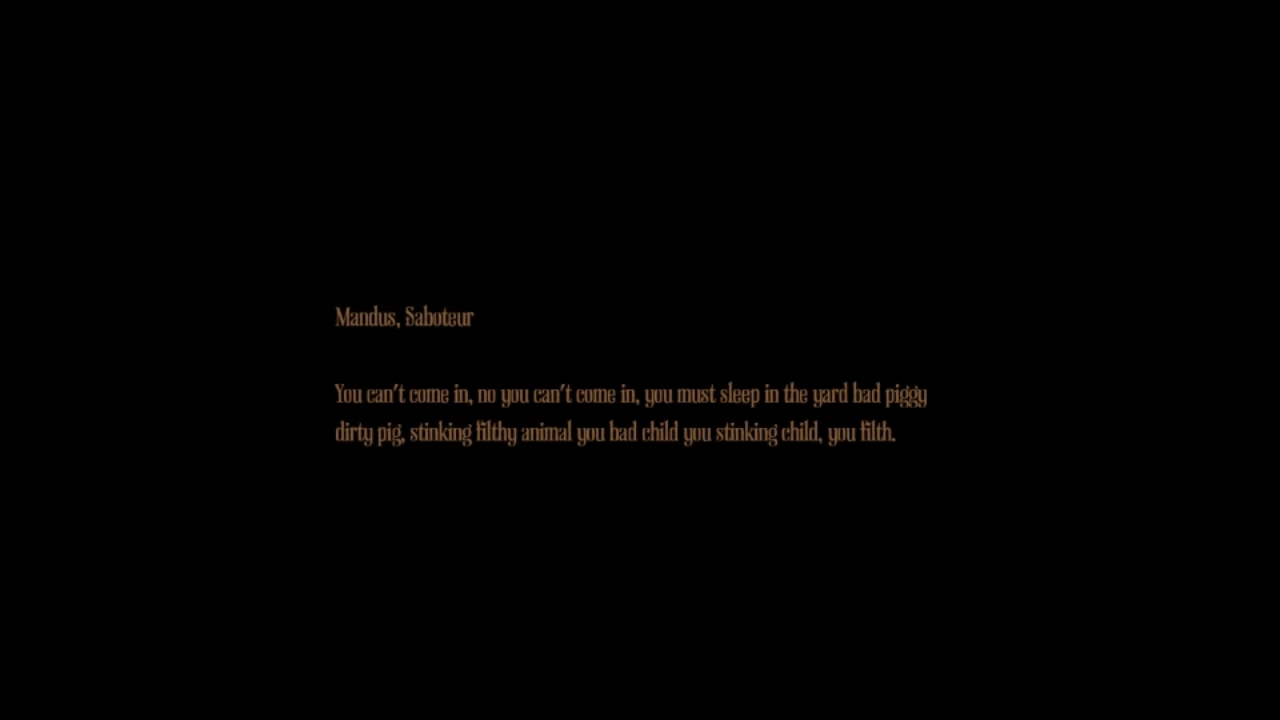 Mandus, Saboteur
You can't come in, no you can't come in, you must sleep in the yard bad piggy
dirty pig, stinking filthy animal you bad child you stinking child, you filth.